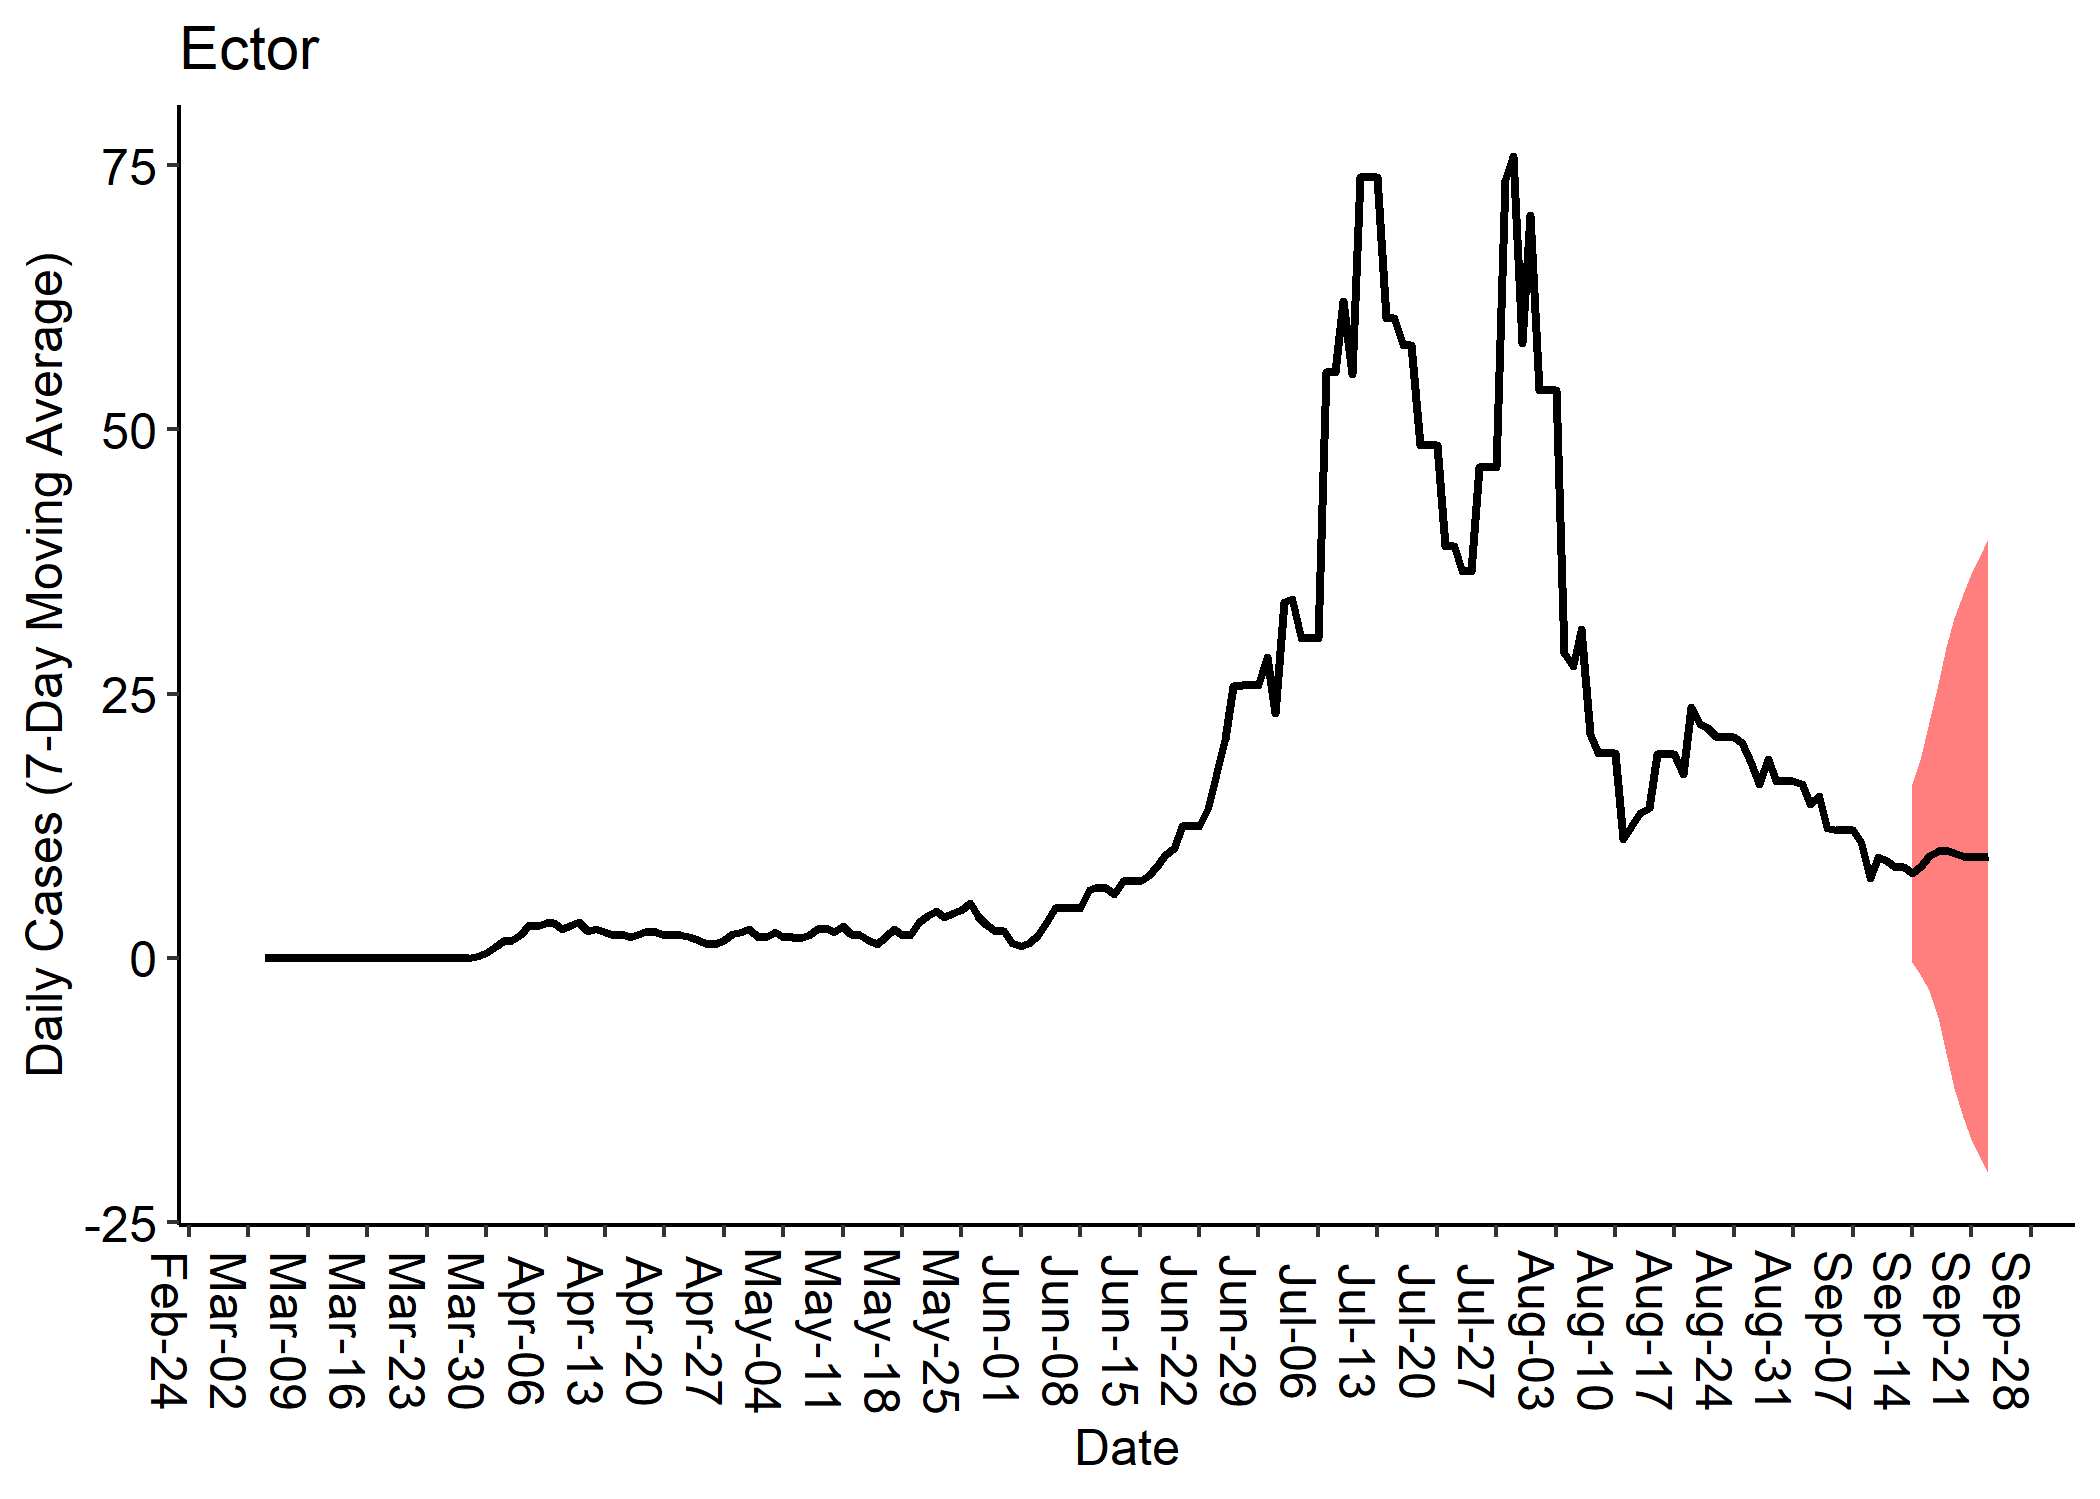 Ector
Daily Cases (7-Day Moving Average)
75
50
25
0
-25
Feb-24
Mar-02
Mar-09
Mar-16
Mar-23
Mar-30
Apr-06
Apr-13
Apr-20
Apr-27
May-04
May-11
May-18
May-25
Jun-01
Jun-08
Jun-15
Jun-22
Jun-29
Jul-06
Jul-13
Jul-20
Jul-27
Aug-03
Aug-10
Aug-17
Aug-24
Aug-31
Sep-07
Sep-14
Sep-21
Sep-28
Date